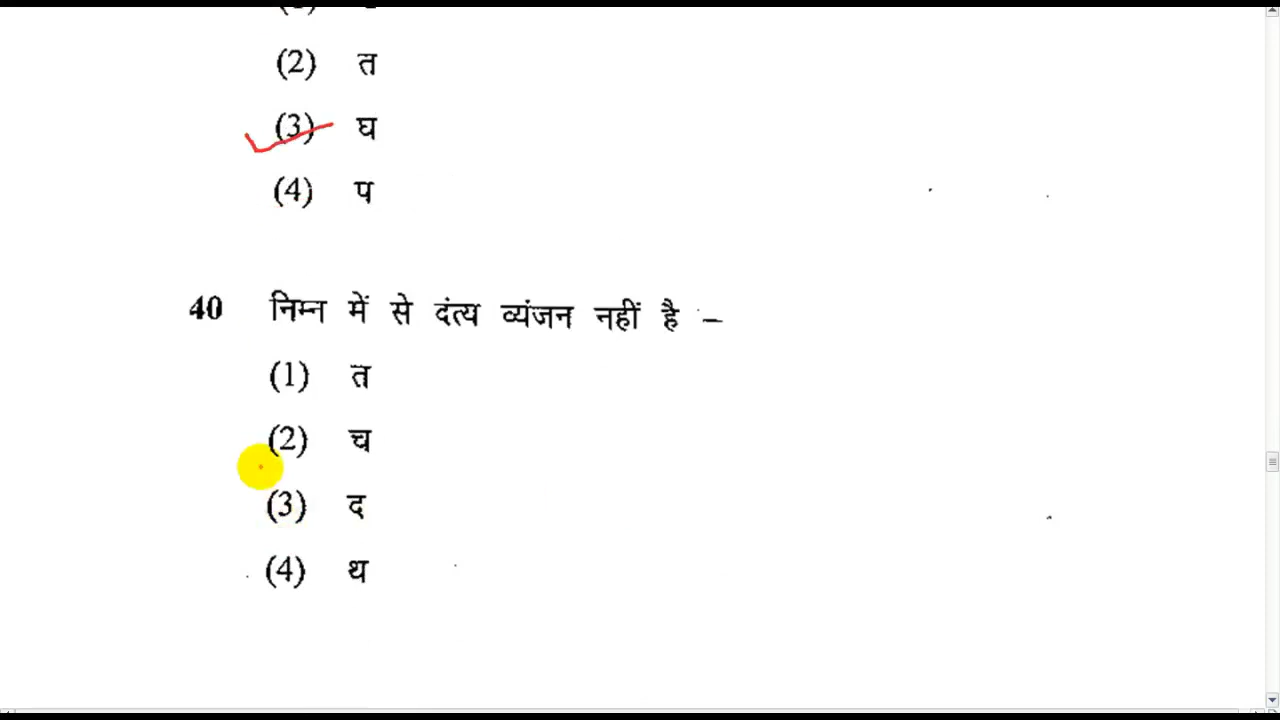 (2) त
(3) घ
(4) प
40 निम्न में से दंत्य व्यंजन नहीं है –
(1) त
(2) च
(3) द
(4) थ